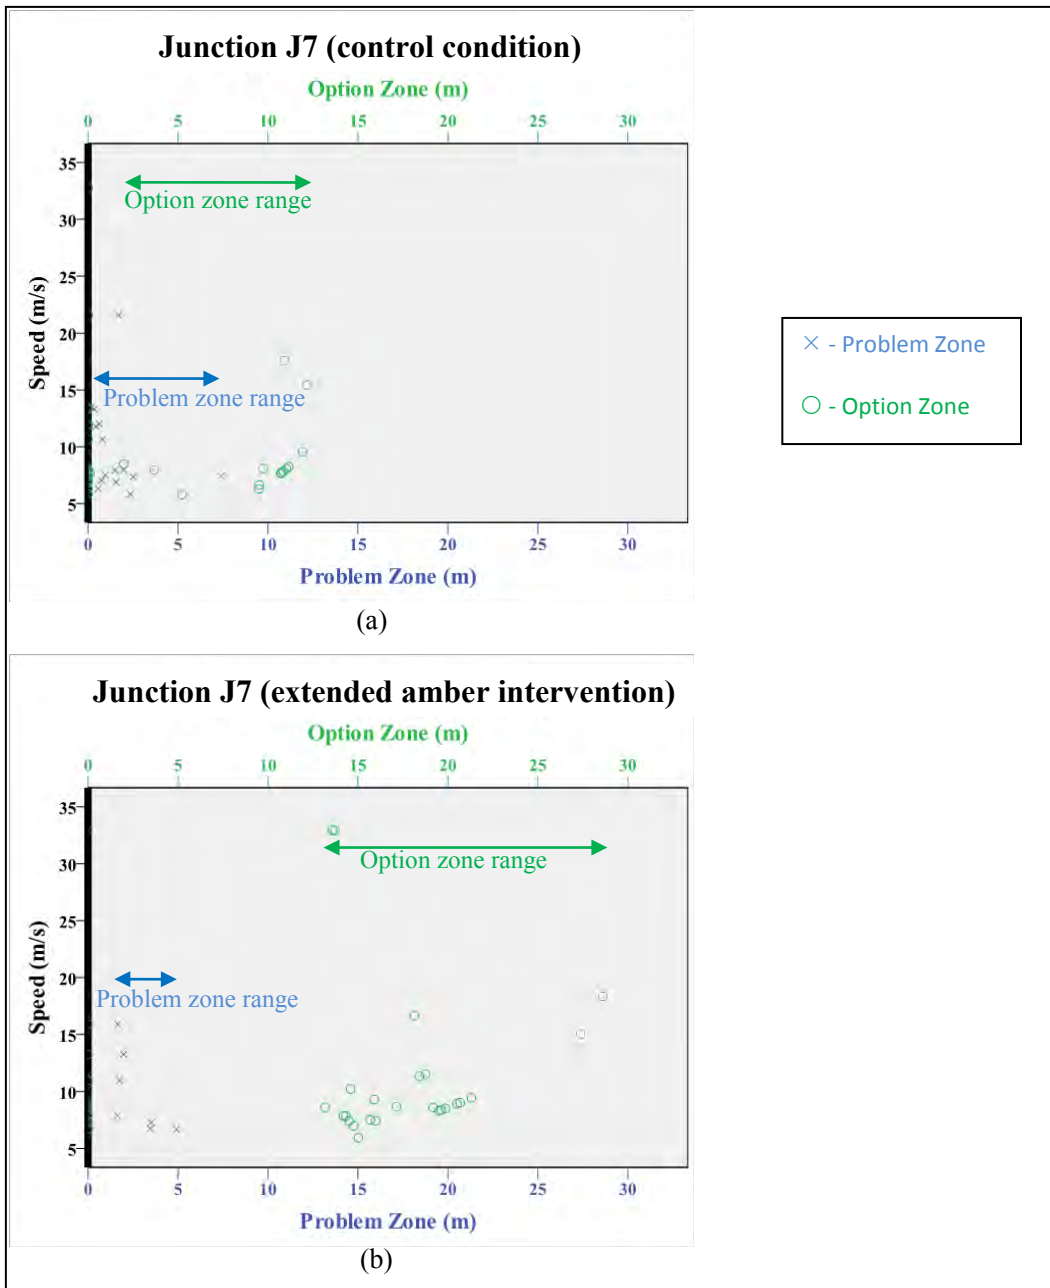 Junction J7 (control condition)
Option Zone (m)
0 5 10 15 20 25 30
35
30
25
20
15
10
5
Speed (m/s)
Option zone range
Problem zone range
0 5 10 15 20 25 30
Problem Zone (m)
(a)
× - Problem Zone
○ - Option Zone
Junction J7 (extended amber intervention)
Option Zone (m)
0 5 10 15 20 25 30
35
30
25
20
15
10
5
Speed (m/s)
Option zone range
Problem zone range
0 5 10 15 20 25 30
Problem Zone (m)
(b)